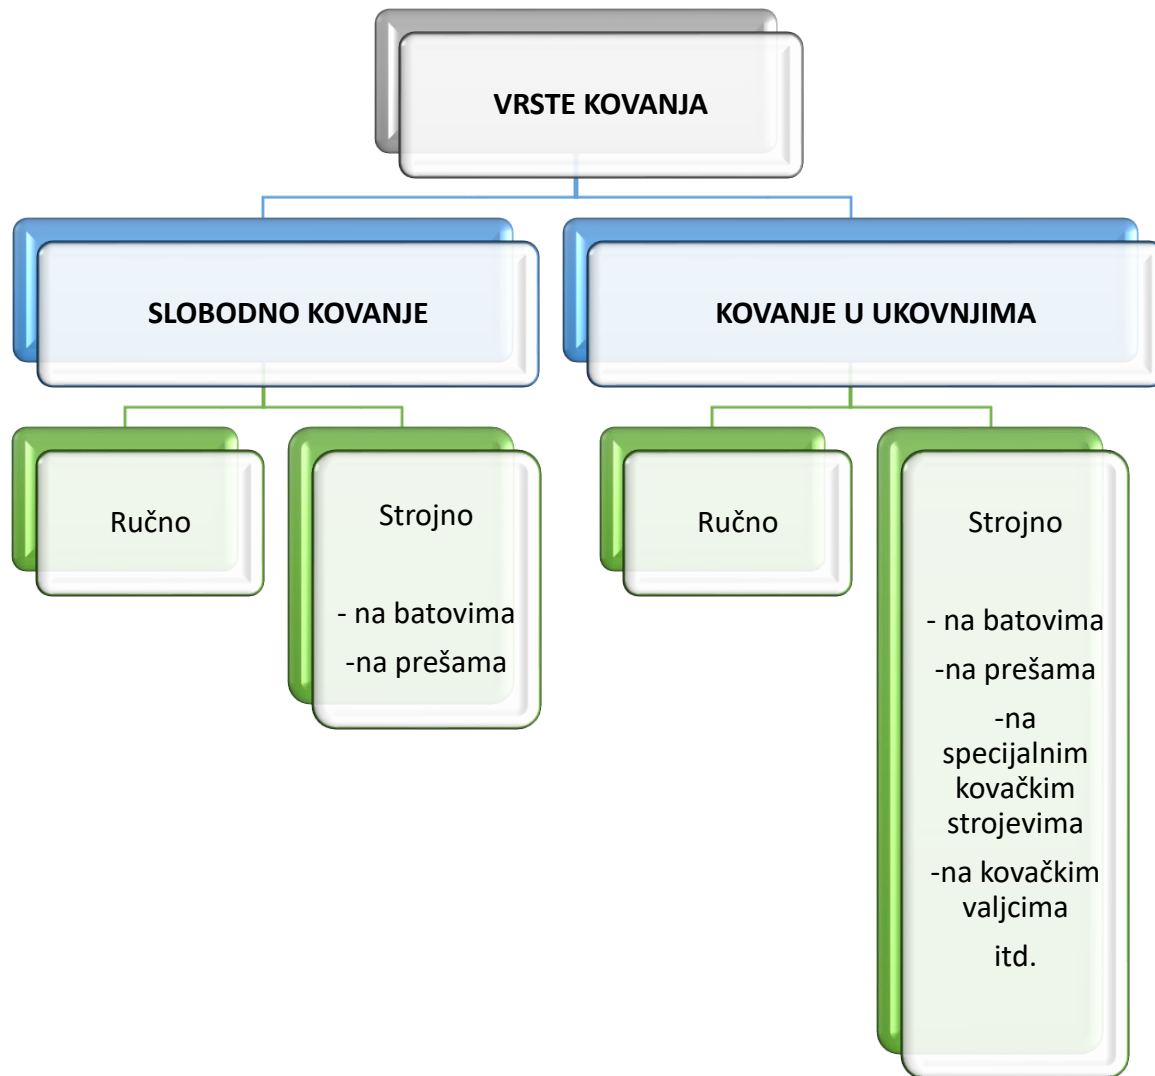 VRSTE KOVANJA
SLOBODNO KOVANJE
KOVANJE U UKOVNJIMA
Ručno
Strojno
- na batovima
-na prešama
Ručno
Strojno
- na batovima
-na prešama
-na
specijalnim
kovačkim
strojevima
-na kovačkim
valjcima
itd.